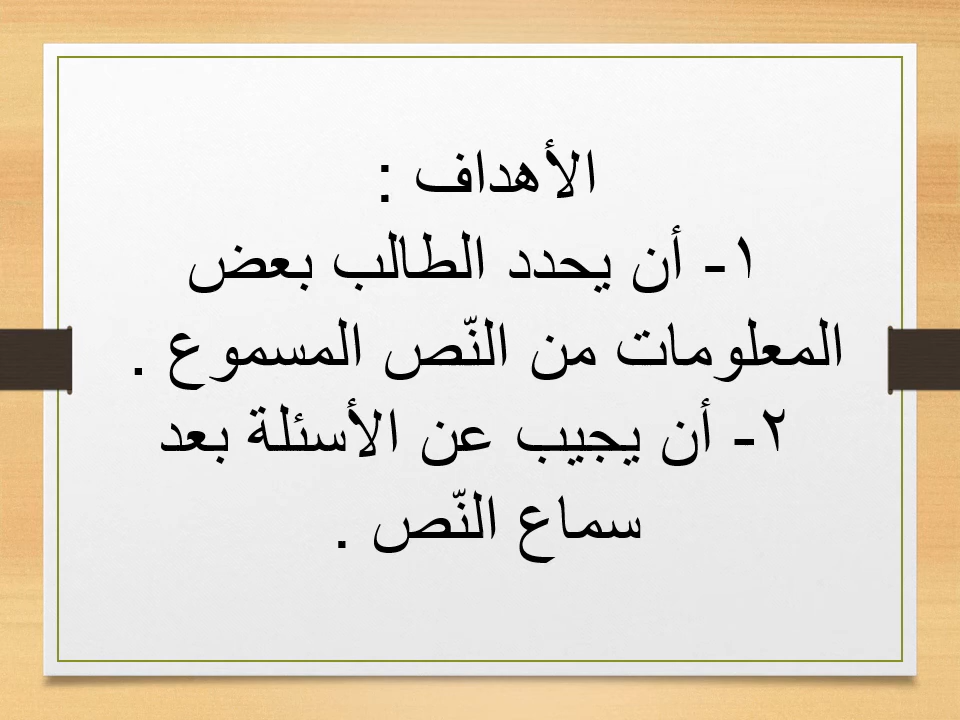 الأهداف :
١- أن يحدد الطالب بعض
المعلومات من النّص المسموع .
٢- أن يجيب عن الأسئلة بعد
سماع النّص .